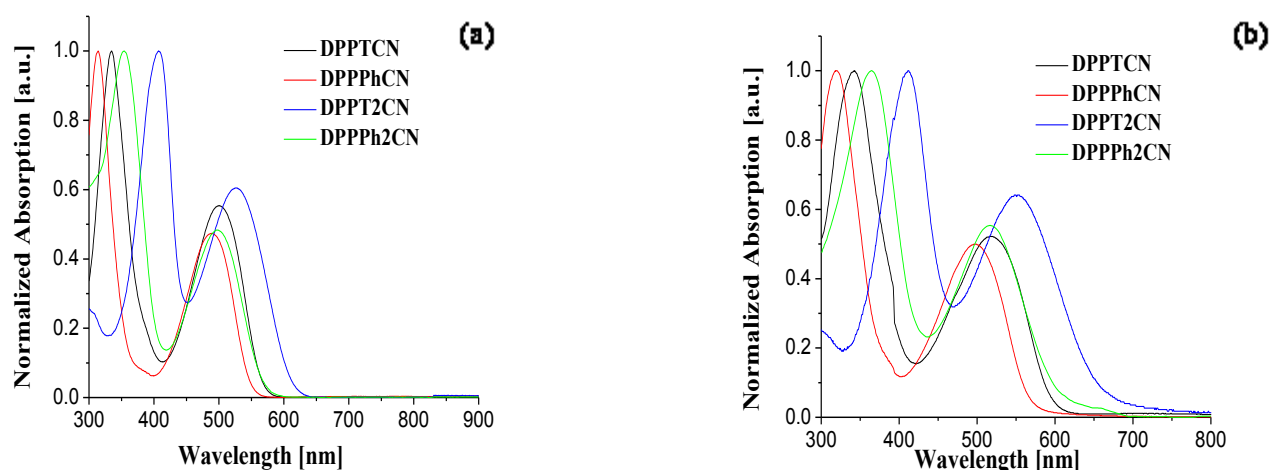 (a)
DPPTCN
DPPPhCN
DPPT2CN
DPPPh2CN
Normalized Absorption [a.u.]
1.0
0.8
0.6
0.4
0.2
0.0
300 400 500 600 700 800 900
Wavelength [nm]
(b)
DPPTCN
DPPPhCN
DPPT2CN
DPPPh2CN
Normalized Absorption [a.u.]
1.0
0.8
0.6
0.4
0.2
0.0
300 400 500 600 700 800
Wavelength [nm]